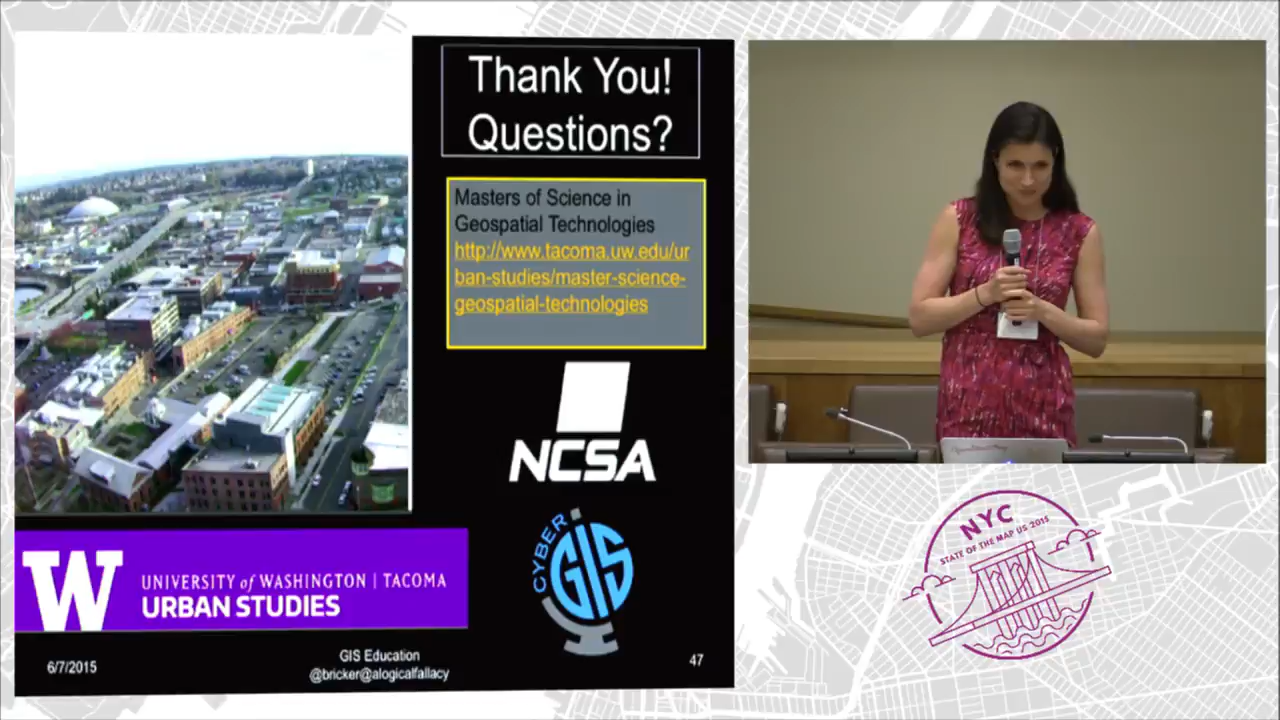 Thank You!
Questions?
Masters of Science in
Geospatial Technologies
http://www.tacoma.uw.edu/ur
ban-studies/master-science-
geospatial-technologies
NCSA
CYBER
GIS
W
UNIVERSITY of WASHINGTON | TACOMA
URBAN STUDIES
6/7/2015
GIS Education
@bricker@alogicalfallacy
47
NYC
STATE OF THE MAP US 2015